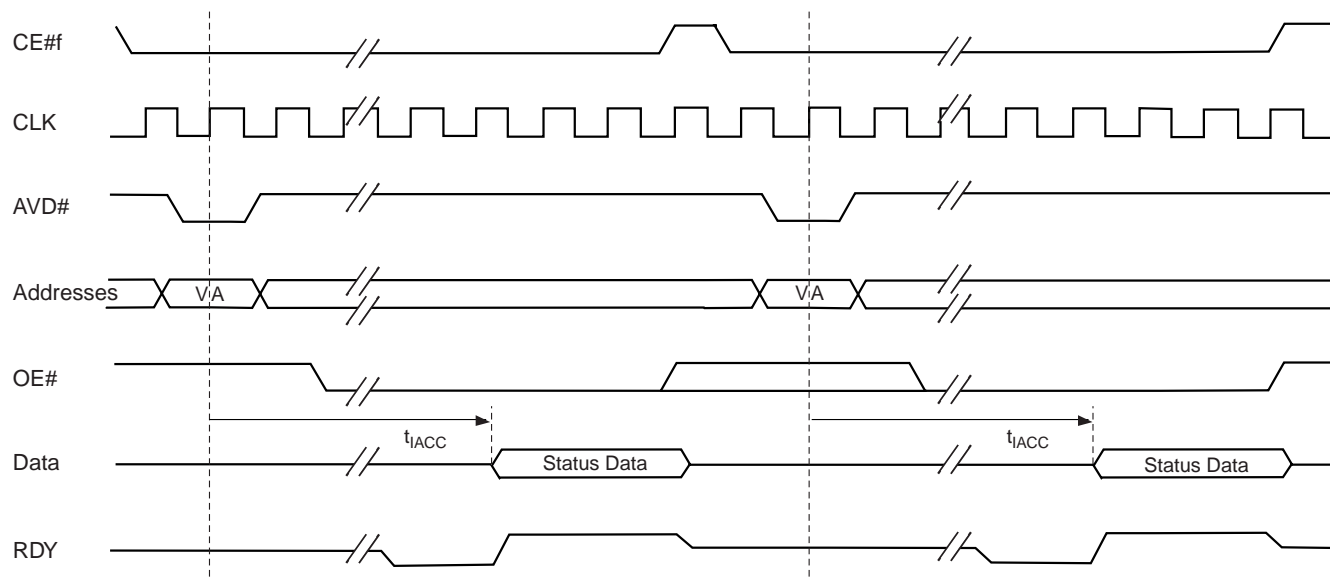 CE#f
CLK
AVD#
Addresses VA VA
OE#
tIACC tIACC
Data Status Data Status Data
RDY